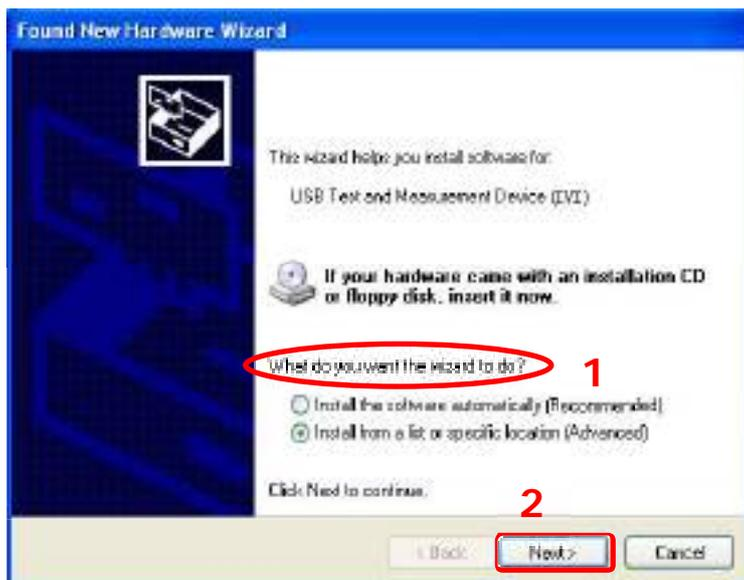 Found New Hardware Wizard
This wizard helps you install software for:
USB Test and Measurement Device (IVI)
If your hardware came with an installation CD
or floppy disk, insert it now.
What do you want the wizard to do?
1
Install the software automatically (Recommended)
Install from a list or specific location (Advanced)
Click Next to continue.
2
< Back
Next >
Cancel